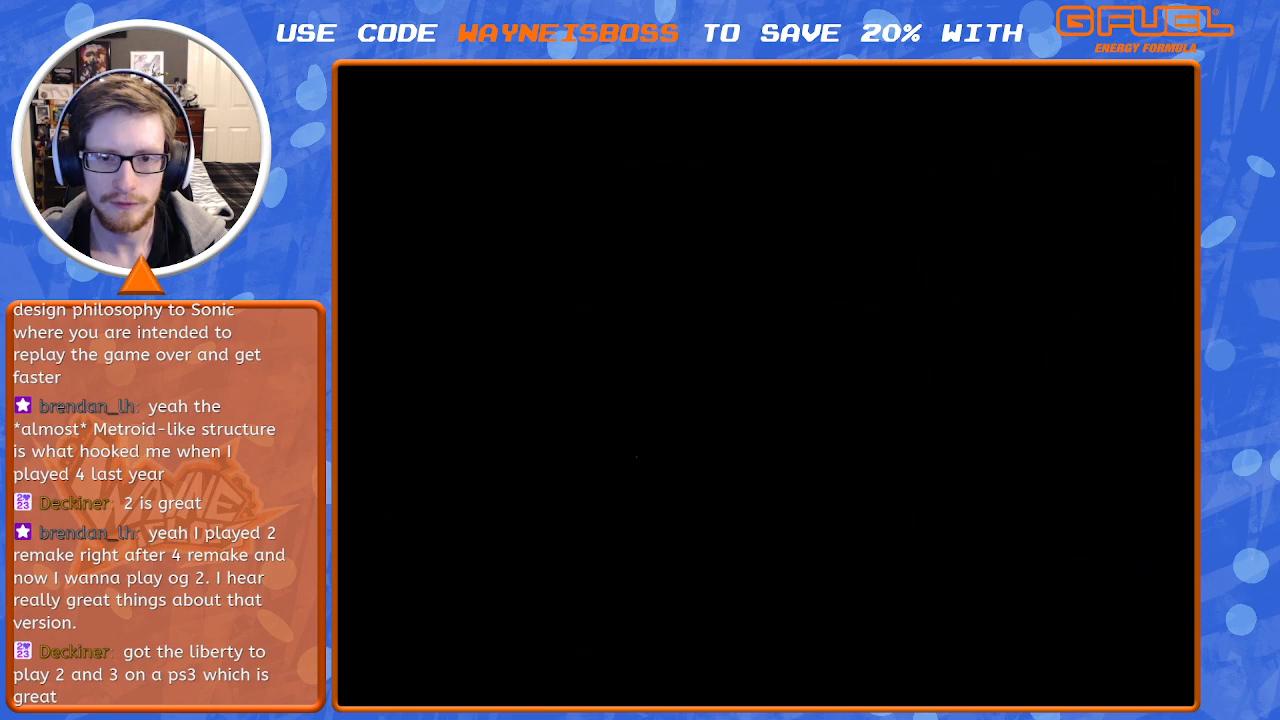 USE CODE WAYNEISBOSS TO SAVE 20% WITH
G FUEL®
ENERGY FORMULA
design philosophy to Sonic
where you are intended to
replay the game over and get
faster
brendan_lh: yeah the
*almost* Metroid-like structure
is what hooked me when I
played 4 last year
Deckiner: 2 is great
brendan_lh: yeah I played 2
remake right after 4 remake and
now I wanna play og 2. I hear
really great things about that
version.
Deckiner: got the liberty to
play 2 and 3 on a ps3 which is
great
WAYNE